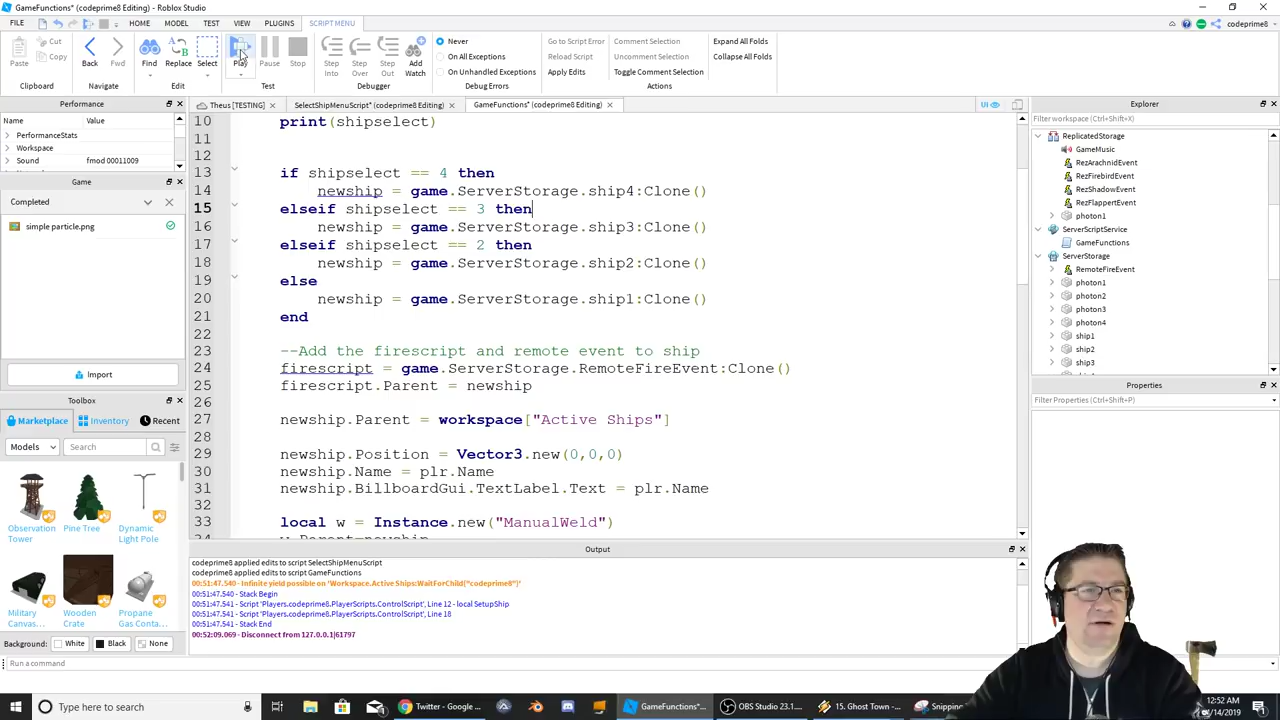 GameFunctions* (codeprime8 Editing) - Roblox Studio
FILE HOME MODEL TEST VIEW PLUGINS SCRIPT MENU codeprime8
Paste Cut Copy Back Fwd Find Replace Select Play Pause Stop Step Into Step Over Step Out Add Watch
Never Go to Script Error Comment Selection Expand All Folds
On All Exceptions Reload Script Uncomment Selection Collapse All Folds
On Unhandled Exceptions Apply Edits Toggle Comment Selection
Clipboard Navigate Edit Test Debugger Debug Errors Actions
Performance
Name Value
PerformanceStats
Workspace
Sound fmod 00011009
Game
Completed
simple particle.png
Import
Toolbox
Marketplace Inventory Recent
Models Search
Observation Tower
Pine Tree
Dynamic Light Pole
Military Canvas...
Wooden Crate
Propane Gas Conta...
Background: White Black None
Theus [TESTING] SelectShipMenuScript* (codeprime8 Editing) GameFunctions* (codeprime8 Editing) UI
10 print(shipselect)
11
12
13 if shipselect == 4 then
14 newship = game.ServerStorage.ship4:Clone()
15 elseif shipselect == 3 then
16 newship = game.ServerStorage.ship3:Clone()
17 elseif shipselect == 2 then
18 newship = game.ServerStorage.ship2:Clone()
19 else
20 newship = game.ServerStorage.ship1:Clone()
21 end
22
23 --Add the firescript and remote event to ship
24 firescript = game.ServerStorage.RemoteFireEvent:Clone()
25 firescript.Parent = newship
26
27 newship.Parent = workspace["Active Ships"]
28
29 newship.Position = Vector3.new(0,0,0)
30 newship.Name = plr.Name
31 newship.BillboardGui.TextLabel.Text = plr.Name
32
33 local w = Instance.new("ManualWeld")
34 w.Parent=newship
Output
codeprime8 applied edits to script SelectShipMenuScript
codeprime8 applied edits to script GameFunctions
00:51:47.540 - Infinite yield possible on 'Workspace.Active Ships:WaitForChild("codeprime8")'
00:51:47.540 - Stack Begin
00:51:47.541 - Script 'Players.codeprime8.PlayerScripts.ControlScript', Line 12 - local SetupShip
00:51:47.541 - Script 'Players.codeprime8.PlayerScripts.ControlScript', Line 18
00:51:47.541 - Stack End
00:52:09.069 - Disconnect from 127.0.0.1|61797
Run a command
Explorer
Filter workspace (Ctrl+Shift+X)
ReplicatedStorage
GameMusic
RezArachnidEvent
RezFirebirdEvent
RezShadowEvent
RezFlappertEvent
photon1
ServerScriptService
GameFunctions
ServerStorage
RemoteFireEvent
photon1
photon2
photon3
photon4
ship1
ship2
ship3
Properties
Filter Properties (Ctrl+Shift+P)
Type here to search
Twitter - Google ...
GameFunctions*...
OBS Studio 23.1....
15. Ghost Town -...
Snipping
12:52 AM
/14/2019